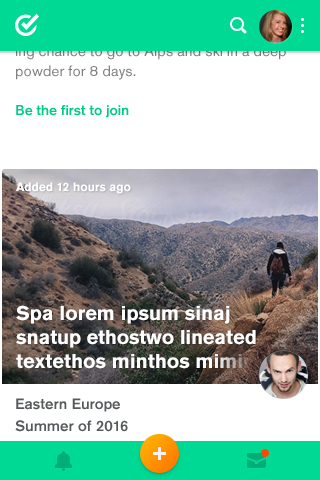 ing chance to go to Alps and ski in a deep
powder for 8 days.
Be the first to join
Added 12 hours ago
Spa lorem ipsum sinaj
snatup ethostwo lineated
textethos minthos mimi
Eastern Europe
Summer of 2016